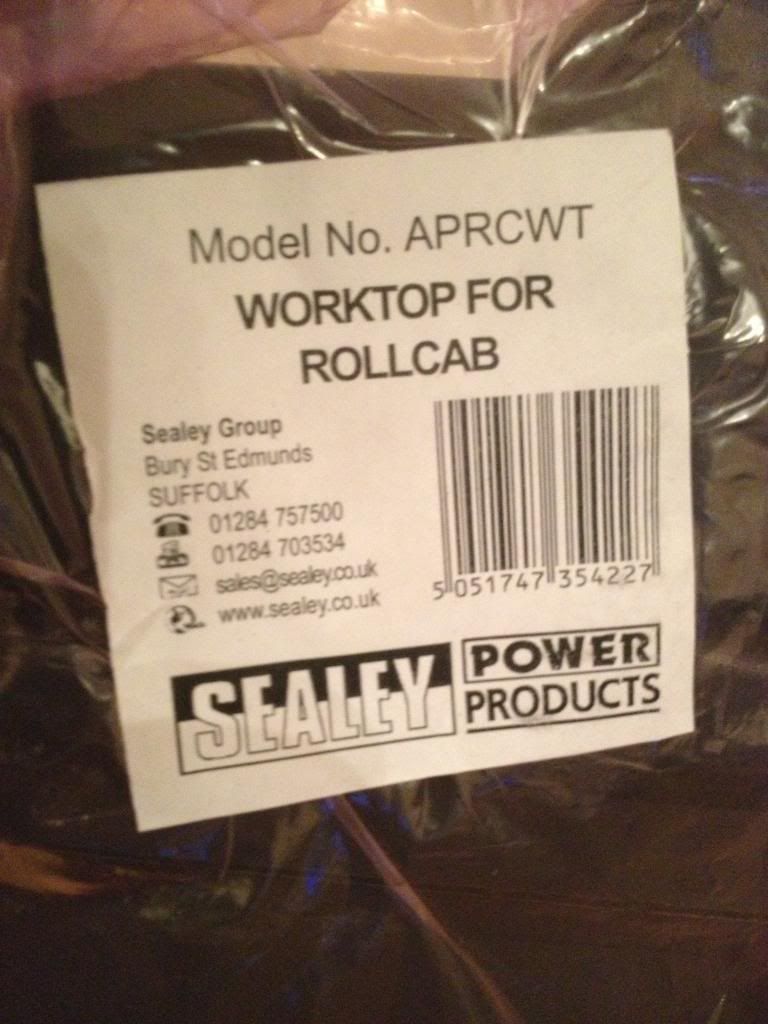 Model No. APRCWT
WORKTOP FOR
ROLLCAB
Sealey Group
Bury St Edmunds
SUFFOLK
01284 757500
01284 703534
sales@sealey.co.uk
www.sealey.co.uk
5 051747 354227
SEALEY
POWER
PRODUCTS